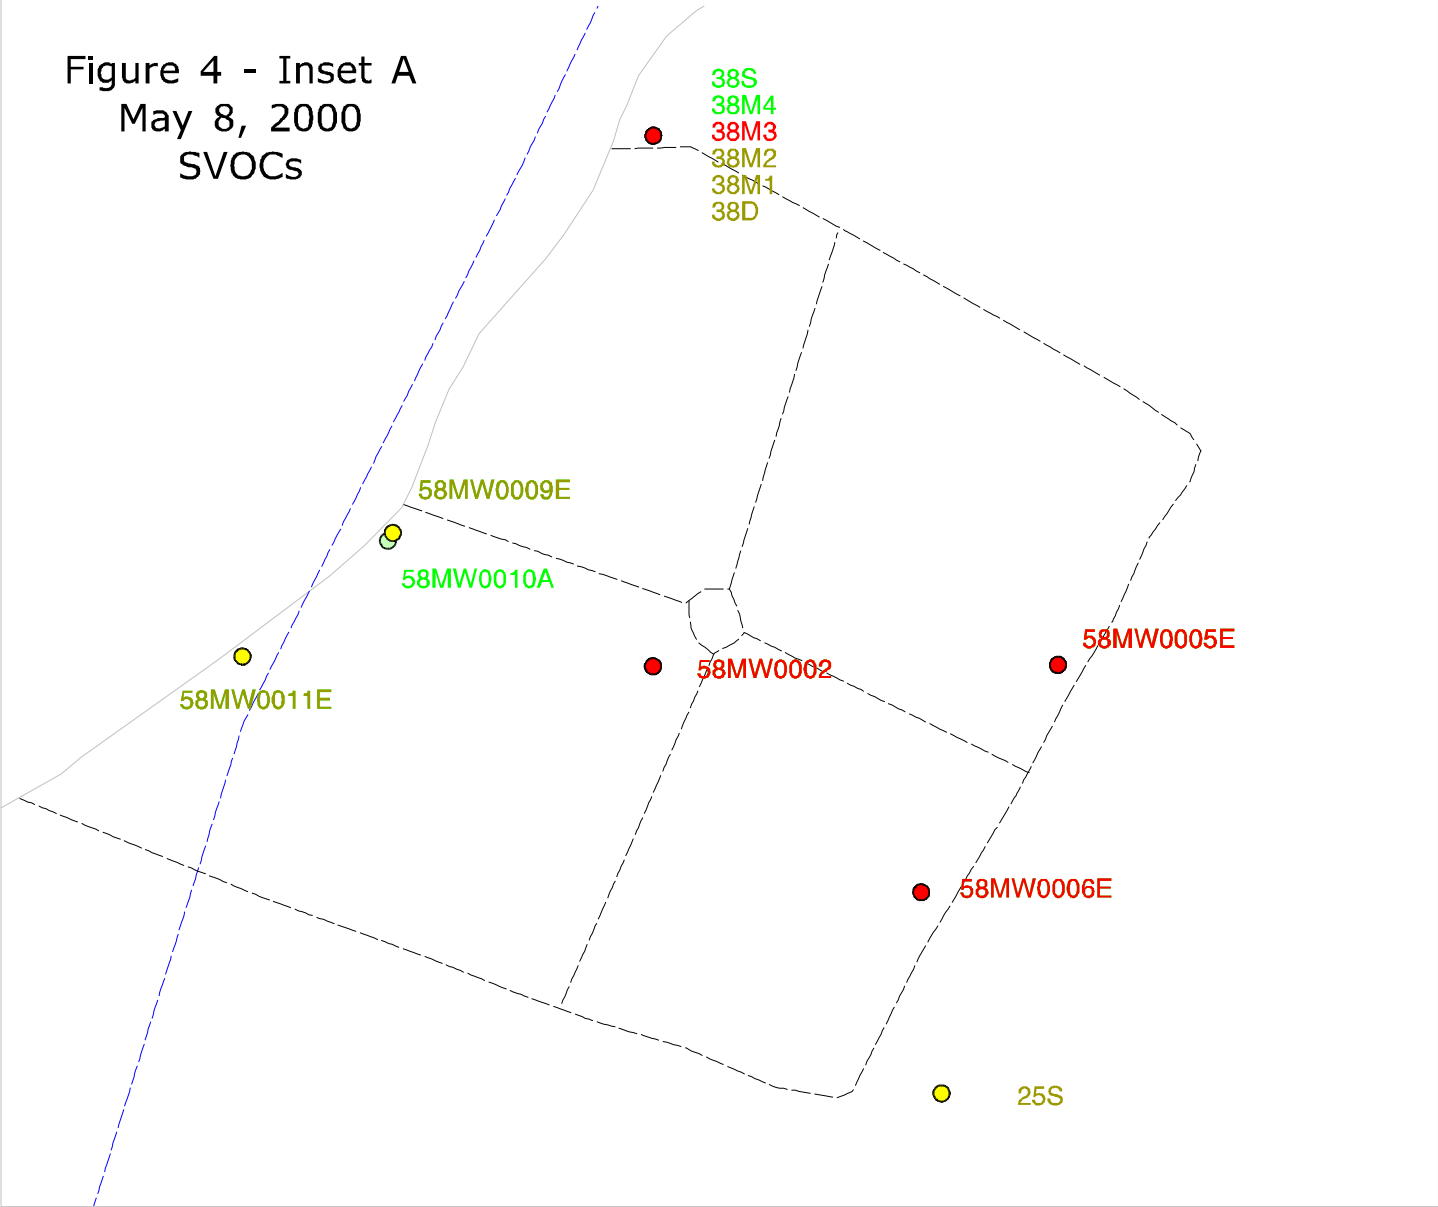 Figure 4 - Inset A
May 8, 2000
SVOCs
38S
38M4
38M3
38M2
38M1
38D
58MW0009E
58MW0010A
58MW0005E
58MW0002
58MW0011E
58MW0006E
25S